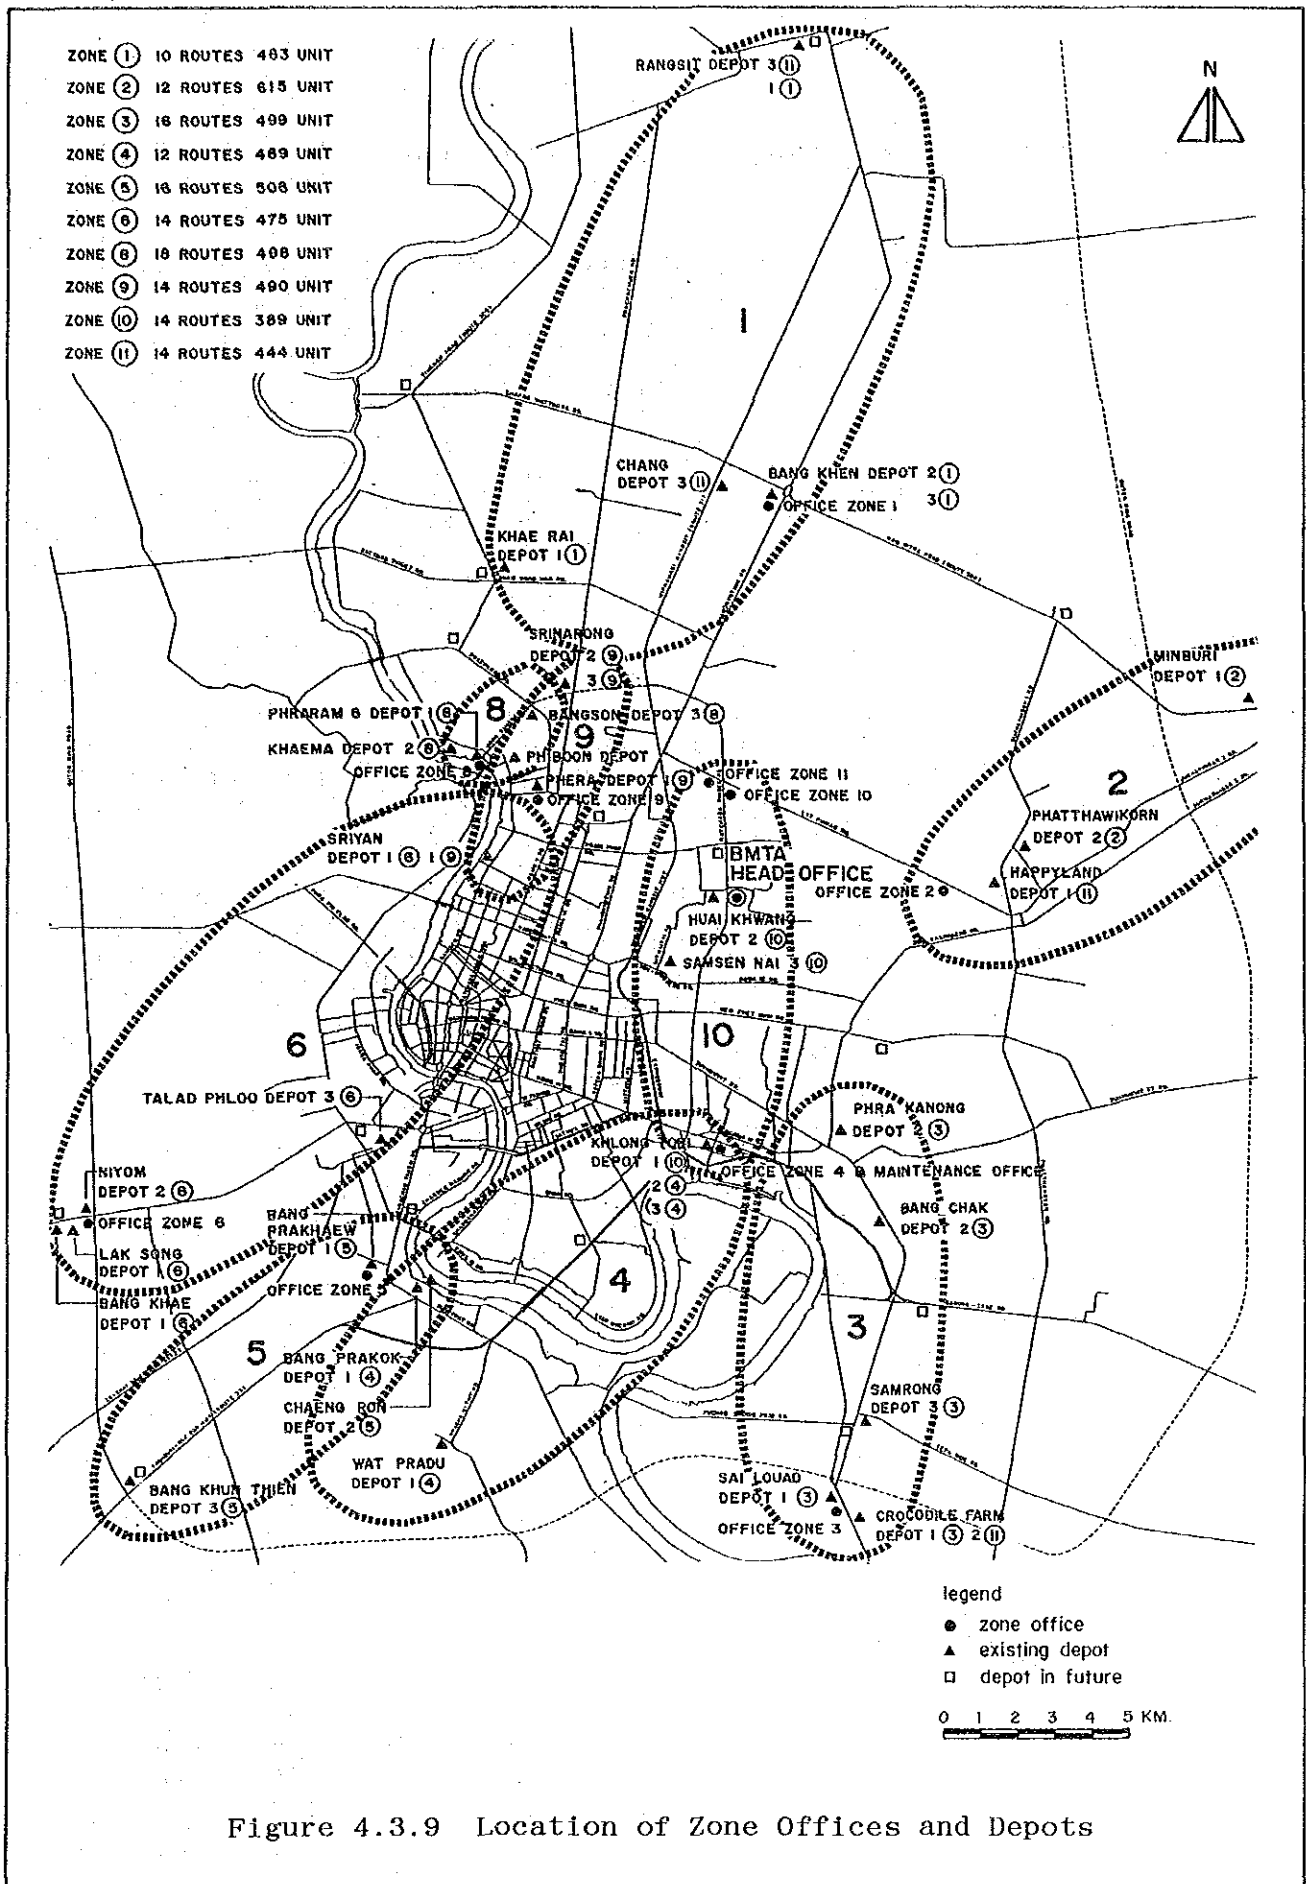 ZONE ① 10 ROUTES 463 UNIT
ZONE ② 12 ROUTES 615 UNIT
ZONE ③ 16 ROUTES 499 UNIT
ZONE ④ 12 ROUTES 469 UNIT
ZONE ⑤ 16 ROUTES 506 UNIT
ZONE ⑥ 14 ROUTES 475 UNIT
ZONE ⑧ 18 ROUTES 498 UNIT
ZONE ⑨ 14 ROUTES 490 UNIT
ZONE ⑩ 14 ROUTES 389 UNIT
ZONE ⑪ 14 ROUTES 444 UNIT
RANGSIT DEPOT 3 ⑪
1 ①
N
1
CHANG
DEPOT 3 ⑪
BANG KHEN DEPOT 2 ①
3 ①
OFFICE ZONE 1
KHAE RAI
DEPOT 1 ①
SRINARONG
DEPOT 2 ⑨
3 ⑨
MINBURI
DEPOT 1 ②
PHRARAM 6 DEPOT 1
8
BANGSON DEPOT 3 ⑧
KHAEMA DEPOT 2 ⑧
9
PHIBOON DEPOT
OFFICE ZONE 8
PHERA DEPOT 1 ⑨
OFFICE ZONE 9
OFFICE ZONE 11
OFFICE ZONE 10
2
PHATTHAWIKORN
DEPOT 2 ②
SRIYAN
DEPOT 1 1 ⑨
BMTA
HEAD OFFICE
OFFICE ZONE 2
HAPPYLAND
DEPOT 1 ⑪
HUAI KHWANG
DEPOT 2 ⑩
SAMSEN NAI 3 ⑩
6
10
TALAD PHLOO DEPOT 3 ⑥
PHRA KANONG
DEPOT 1 ③
KHLONG TOEI
DEPOT 1 ⑩
2 ④
3 ④
OFFICE ZONE 4 & MAINTENANCE OFFICE
NIYOM
DEPOT 2 ⑥
OFFICE ZONE 6
LAK SONG
DEPOT 1 ⑥
BANG KHAE
DEPOT 1 ⑥
BANG
PRAKHAEW
DEPOT 1 ⑤
OFFICE ZONE 5
BANG CHAK
DEPOT 2 ③
4
3
5
BANG PRAKOK
DEPOT 1 ④
CHAENG RON
DEPOT 2 ⑤
SAMRONG
DEPOT 3 ③
WAT PRADU
DEPOT 1 ④
BANG KHUN THIEN
DEPOT 3 ⑤
SAI LOUAD
DEPOT 1 ③
OFFICE ZONE 3
CROCODILE FARM
DEPOT 1 ③ 2 ⑪
legend
● zone office
▲ existing depot
□ depot in future
0 1 2 3 4 5 KM.
Figure 4.3.9 Location of Zone Offices and Depots